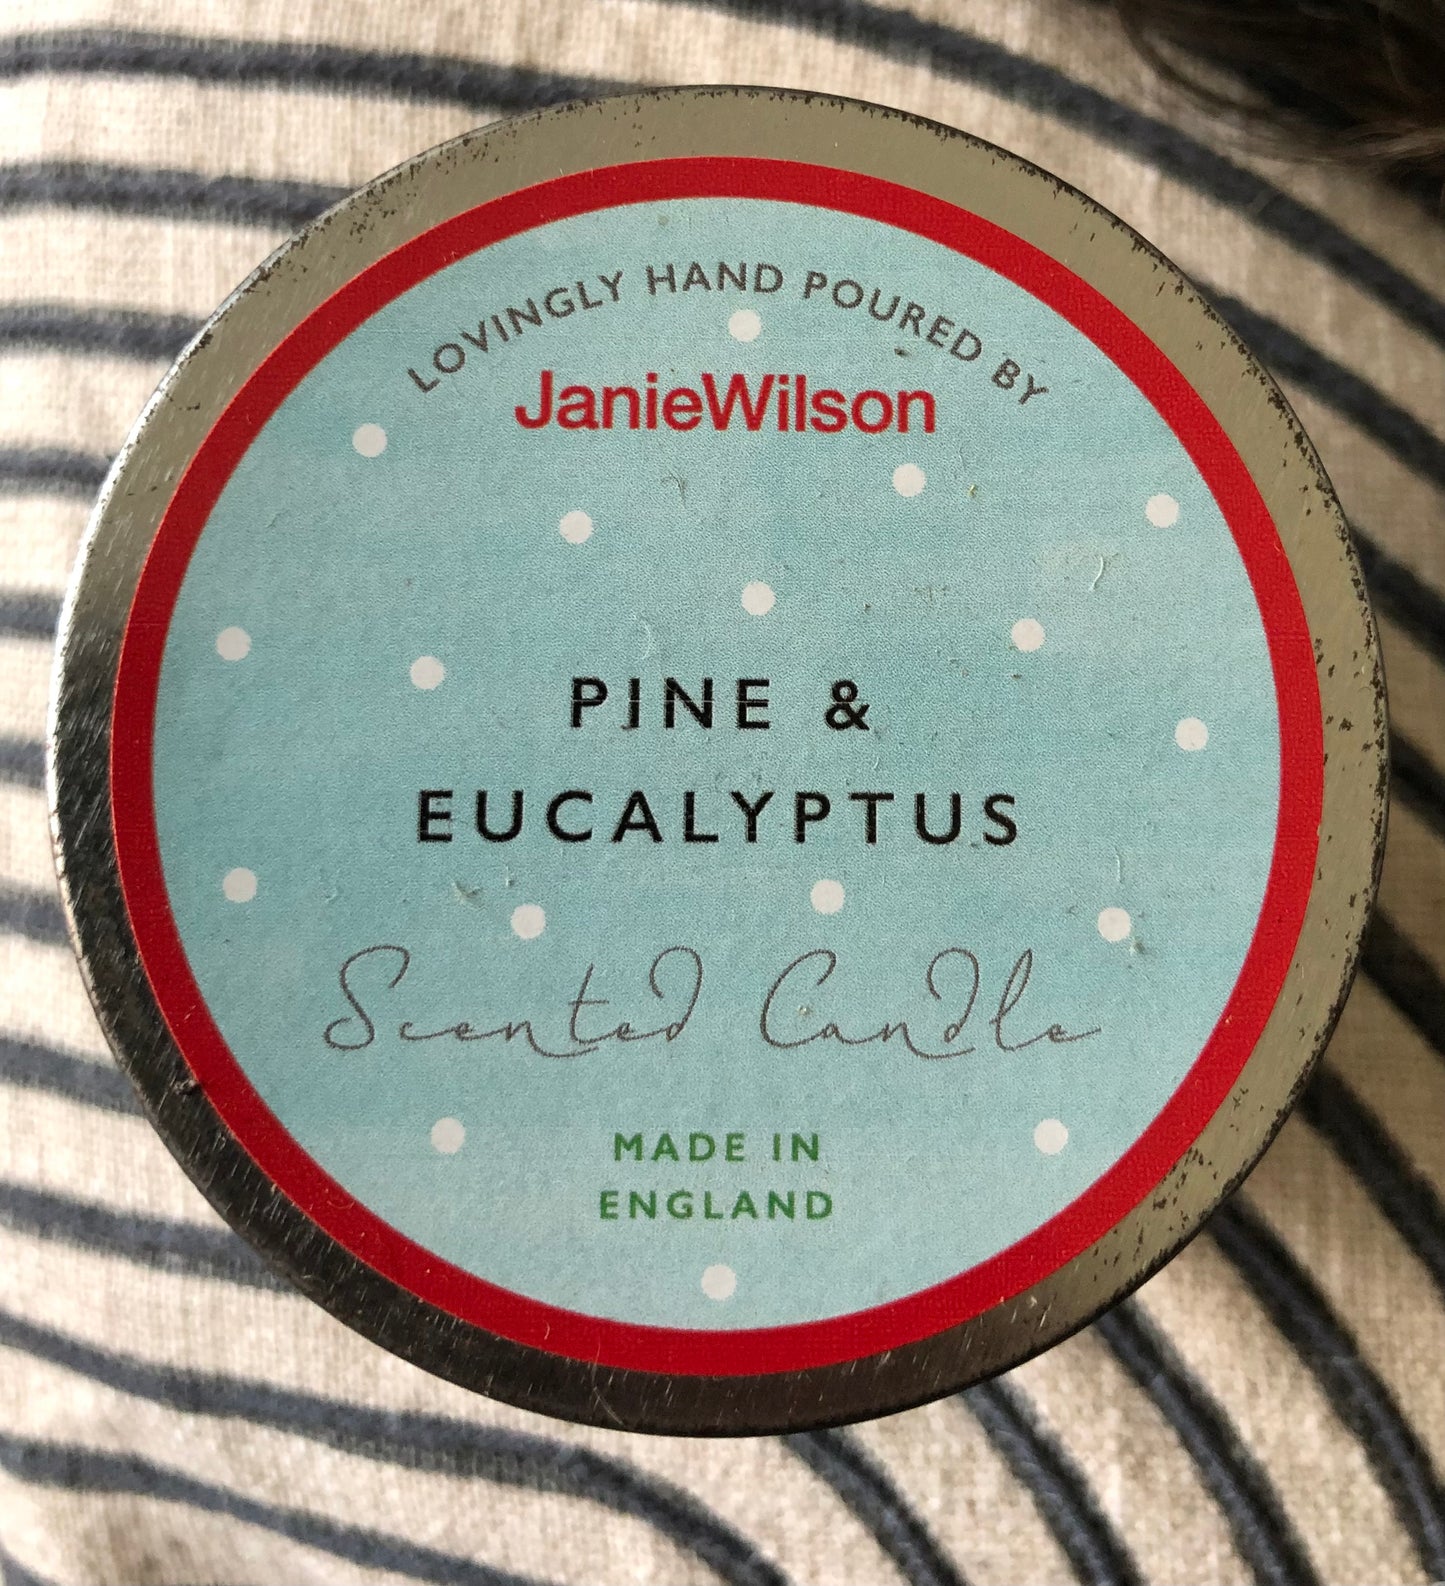 LOVINGLY HAND POURED BY
JanieWilson
PINE &
EUCALYPTUS
Scented Candle
MADE IN
ENGLAND